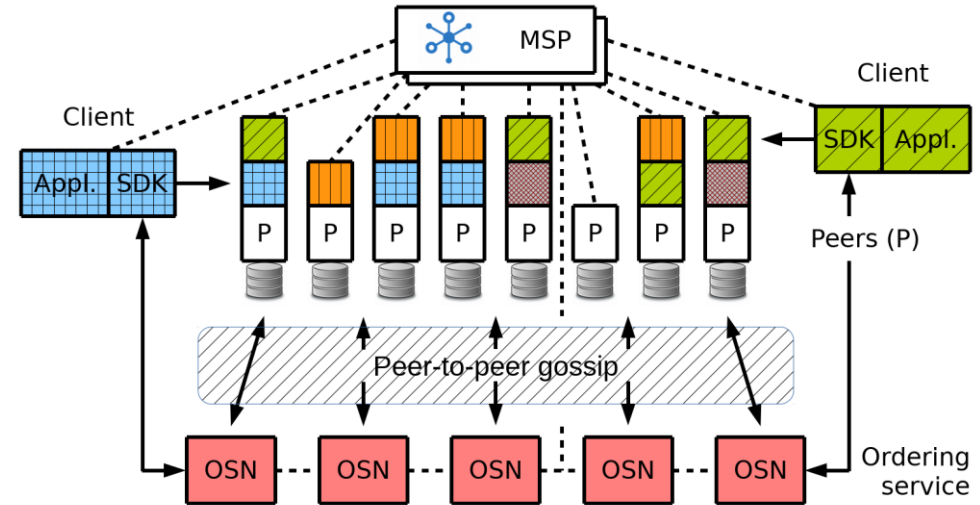 MSP
Client
Client
Appl. SDK
SDK Appl.
P P P P P P P P
Peers (P)
Peer-to-peer gossip
OSN OSN OSN OSN OSN
Ordering
service